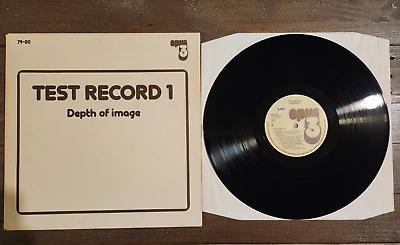 79-00
opus
3
TEST RECORD 1
Depth of image
opus
3